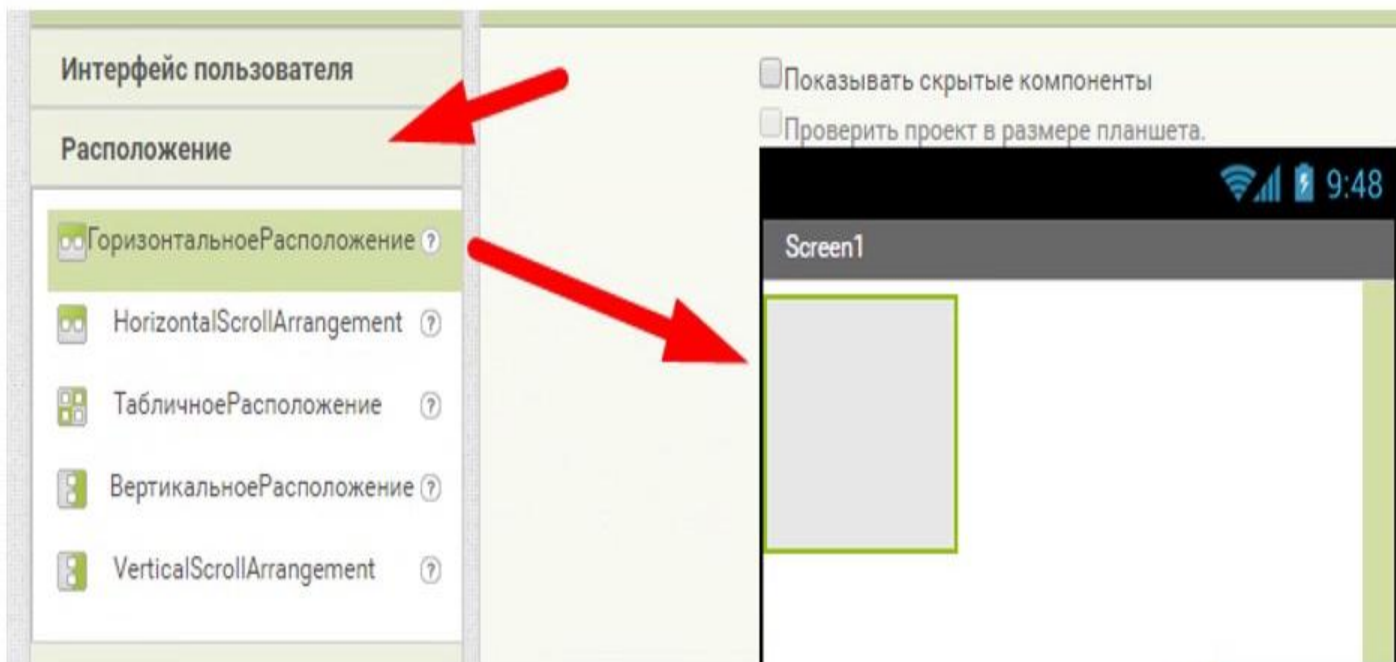 Интерфейс пользователя
Расположение
ГоризонтальноеРасположение ?
HorizontalScrollArrangement ?
ТабличноеРасположение ?
ВертикальноеРасположение ?
VerticalScrollArrangement ?
Показывать скрытые компоненты
Проверить проект в размере планшета.
9:48
Screen1